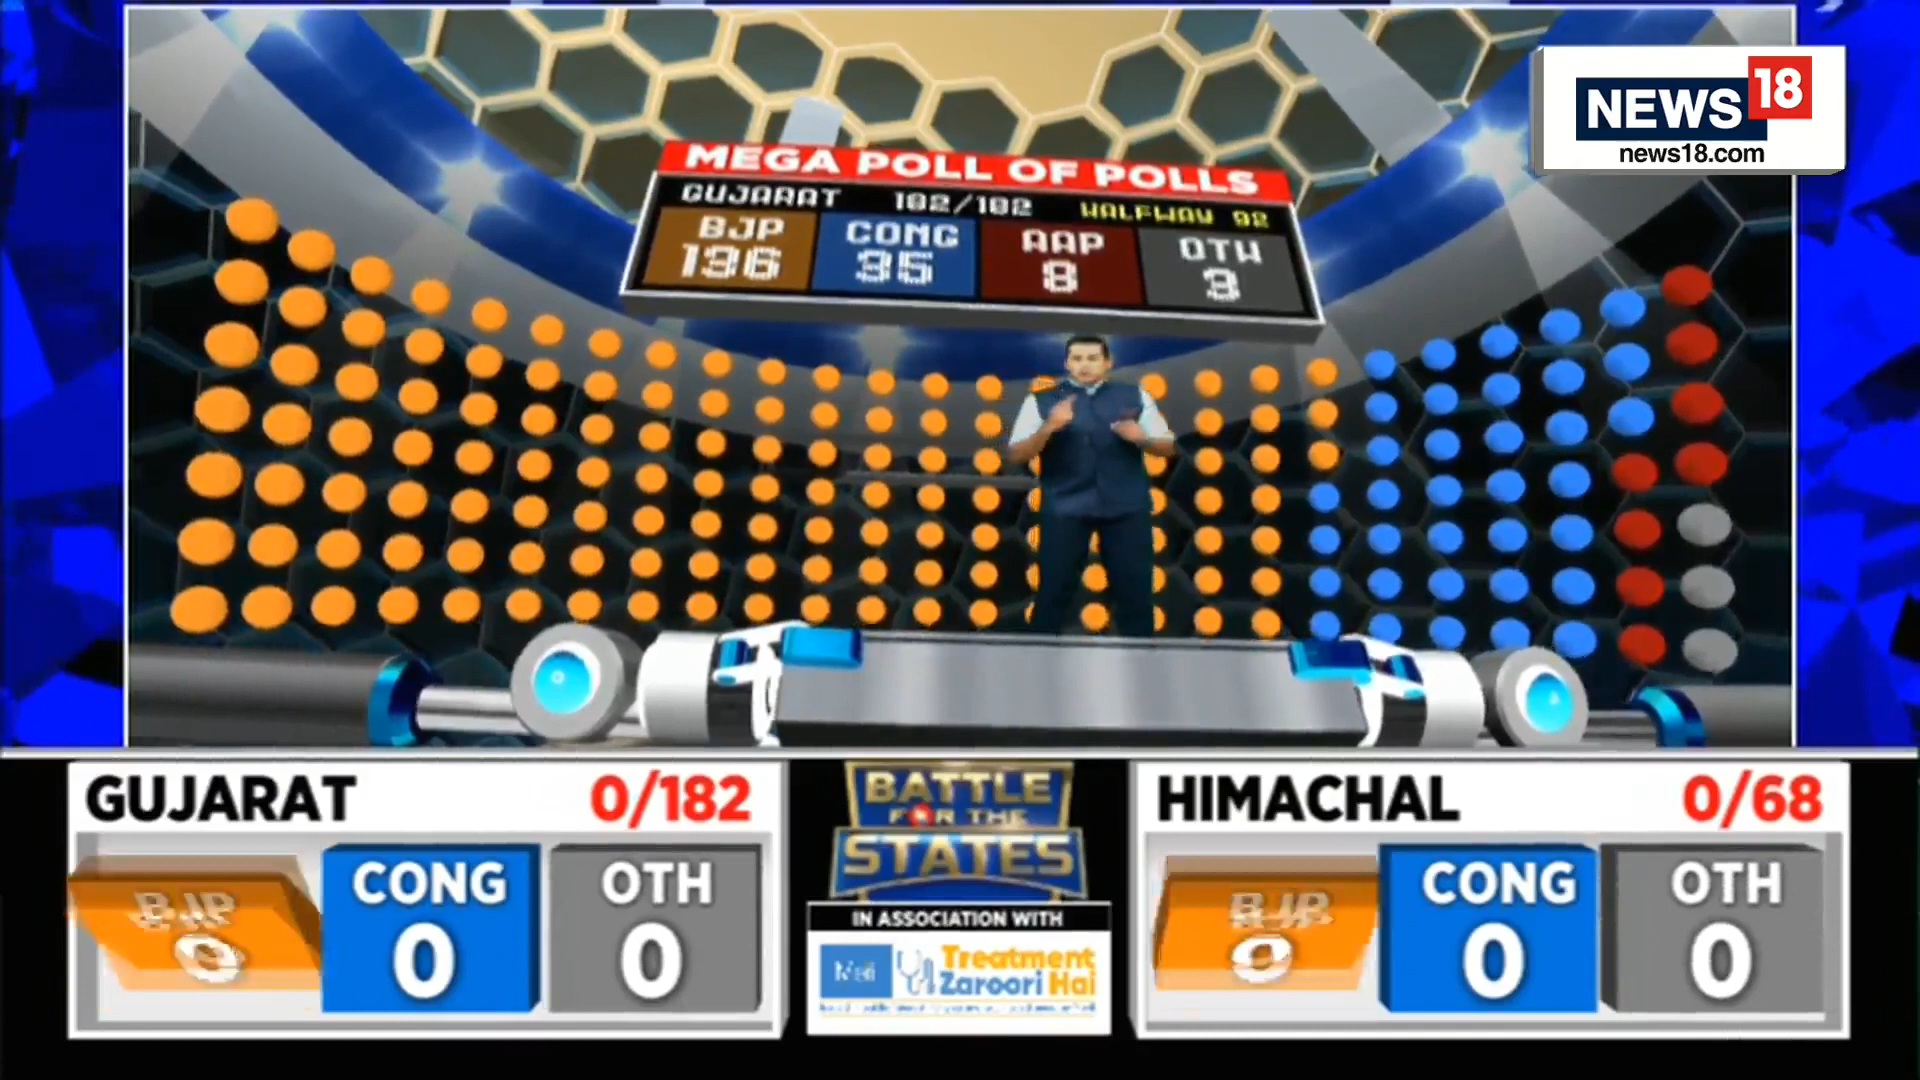 NEWS 18
news18.com
MEGA POLL OF POLLS
GUJARAT 182/182 HALFWAY 92
BJP CONG AAP OTH
136 35 8 3
GUJARAT 0/182
BJP CONG OTH
0 0 0
BATTLE
FOR THE
STATES
IN ASSOCIATION WITH
Treatment
Zaroori Hai
HIMACHAL 0/68
BJP CONG OTH
0 0 0